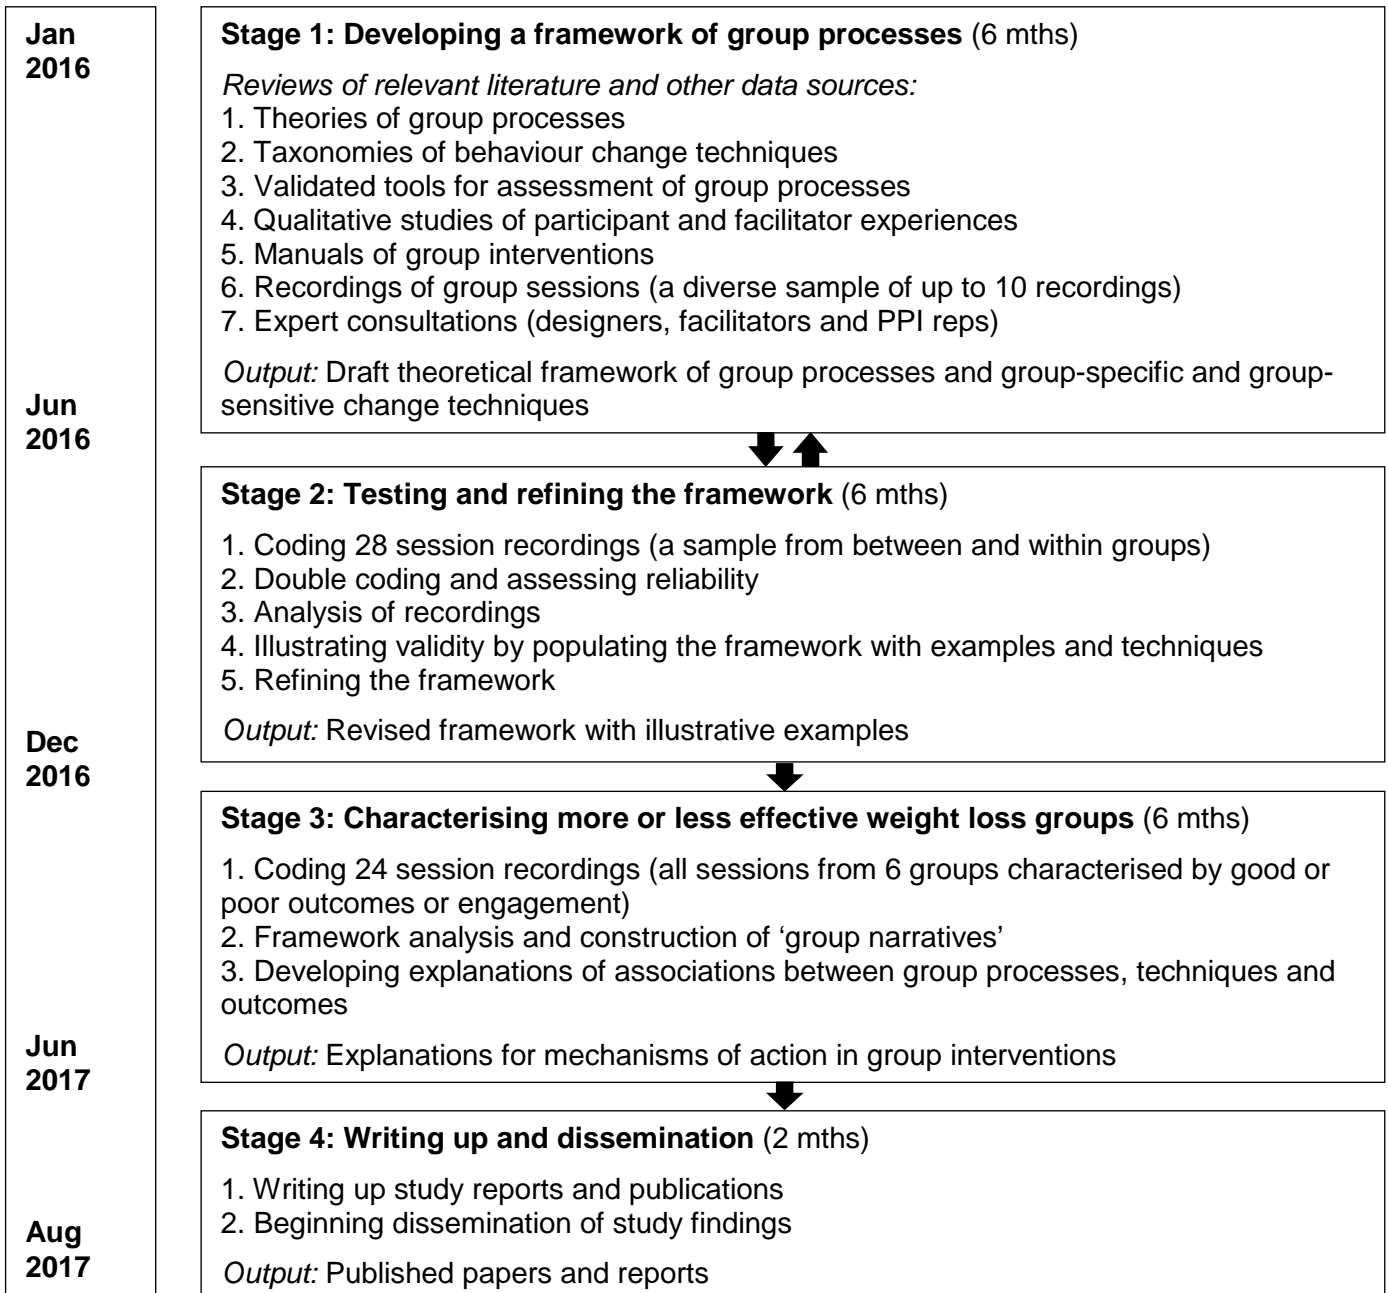 Jan
2016
Stage 1: Developing a framework of group processes (6 mths)
Reviews of relevant literature and other data sources:
1. Theories of group processes
2. Taxonomies of behaviour change techniques
3. Validated tools for assessment of group processes
4. Qualitative studies of participant and facilitator experiences
5. Manuals of group interventions
6. Recordings of group sessions (a diverse sample of up to 10 recordings)
7. Expert consultations (designers, facilitators and PPI reps)
Output: Draft theoretical framework of group processes and group-specific and group-
sensitive change techniques
Jun
2016
Stage 2: Testing and refining the framework (6 mths)
1. Coding 28 session recordings (a sample from between and within groups)
2. Double coding and assessing reliability
3. Analysis of recordings
4. Illustrating validity by populating the framework with examples and techniques
5. Refining the framework
Output: Revised framework with illustrative examples
Dec
2016
Stage 3: Characterising more or less effective weight loss groups (6 mths)
1. Coding 24 session recordings (all sessions from 6 groups characterised by good or
poor outcomes or engagement)
2. Framework analysis and construction of ‘group narratives’
3. Developing explanations of associations between group processes, techniques and
outcomes
Output: Explanations for mechanisms of action in group interventions
Jun
2017
Stage 4: Writing up and dissemination (2 mths)
1. Writing up study reports and publications
2. Beginning dissemination of study findings
Output: Published papers and reports
Aug
2017